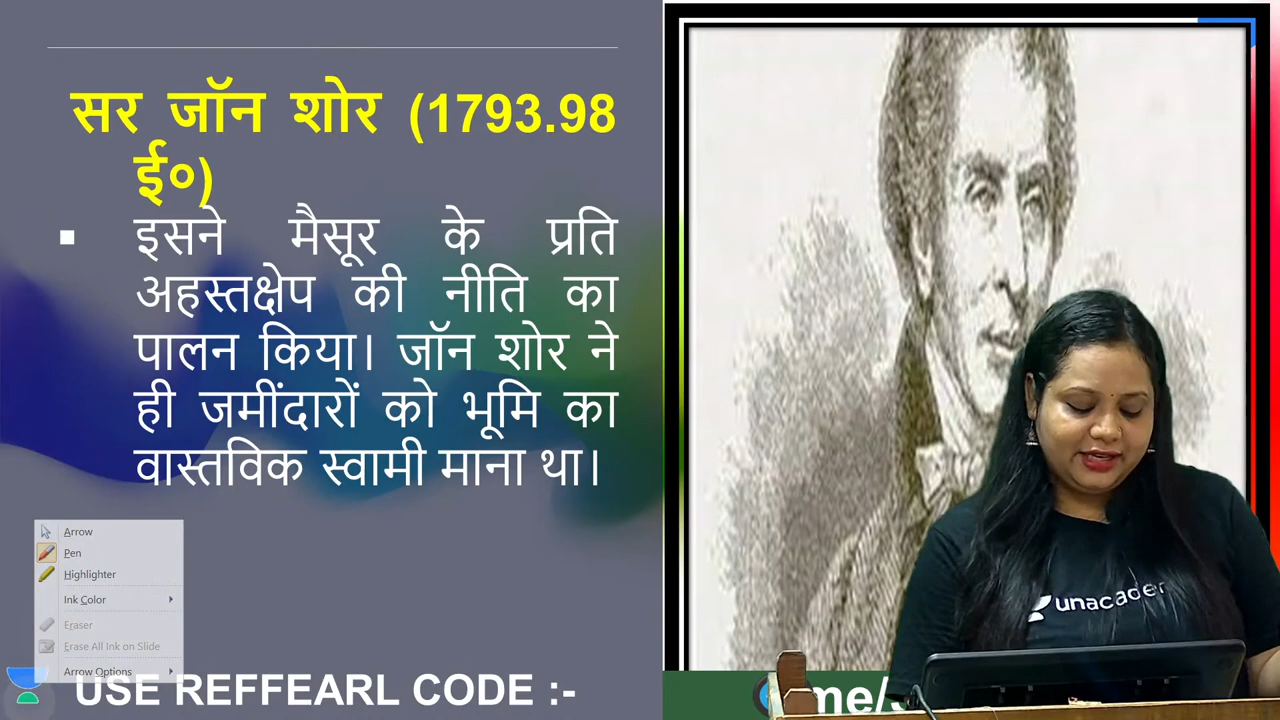 सर जॉन शोर (1793.98
ई०)
▪ इसने मैसूर के प्रति
अहस्तक्षेप की नीति का
पालन किया। जॉन शोर ने
ही जमींदारों को भूमि का
वास्तविक स्वामी माना था।
Arrow
Pen
Highlighter
Ink Color
Eraser
Erase All Ink on Slide
Arrow Options
USE REFFEARL CODE :-
unacade
me/